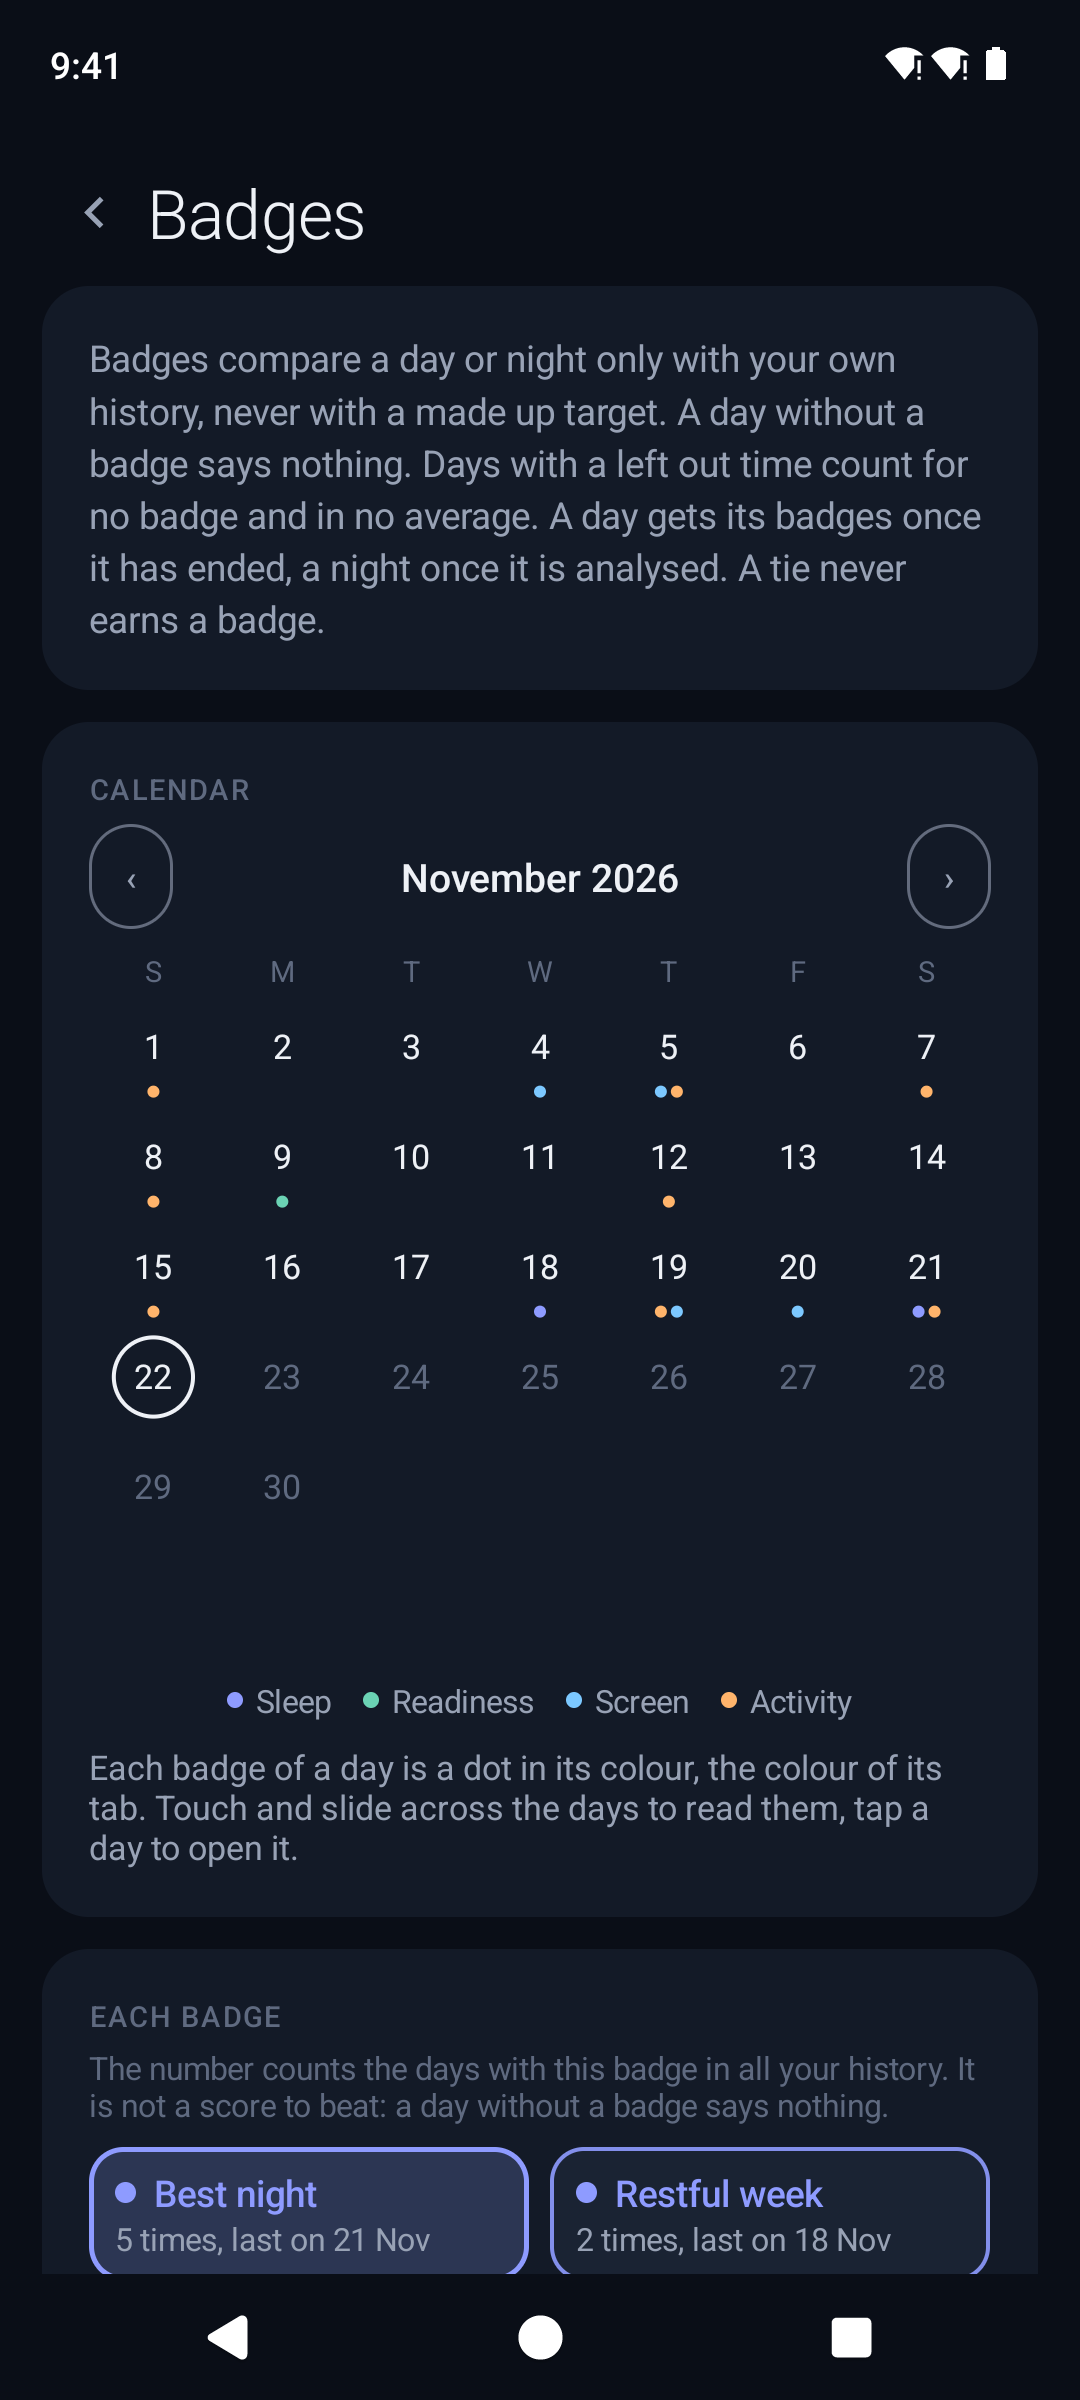 9:41
Badges
Badges compare a day or night only with your own
history, never with a made up target. A day without a
badge says nothing. Days with a left out time count for
no badge and in no average. A day gets its badges once
it has ended, a night once it is analysed. A tie never
earns a badge.
CALENDAR
‹ November 2026 ›
S M T W T F S
1 2 3 4 5 6 7
8 9 10 11 12 13 14
15 16 17 18 19 20 21
22 23 24 25 26 27 28
29 30
Sleep Readiness Screen Activity
Each badge of a day is a dot in its colour, the colour of its
tab. Touch and slide across the days to read them, tap a
day to open it.
EACH BADGE
The number counts the days with this badge in all your history. It
is not a score to beat: a day without a badge says nothing.
Best night Restful week
5 times, last on 21 Nov 2 times, last on 18 Nov